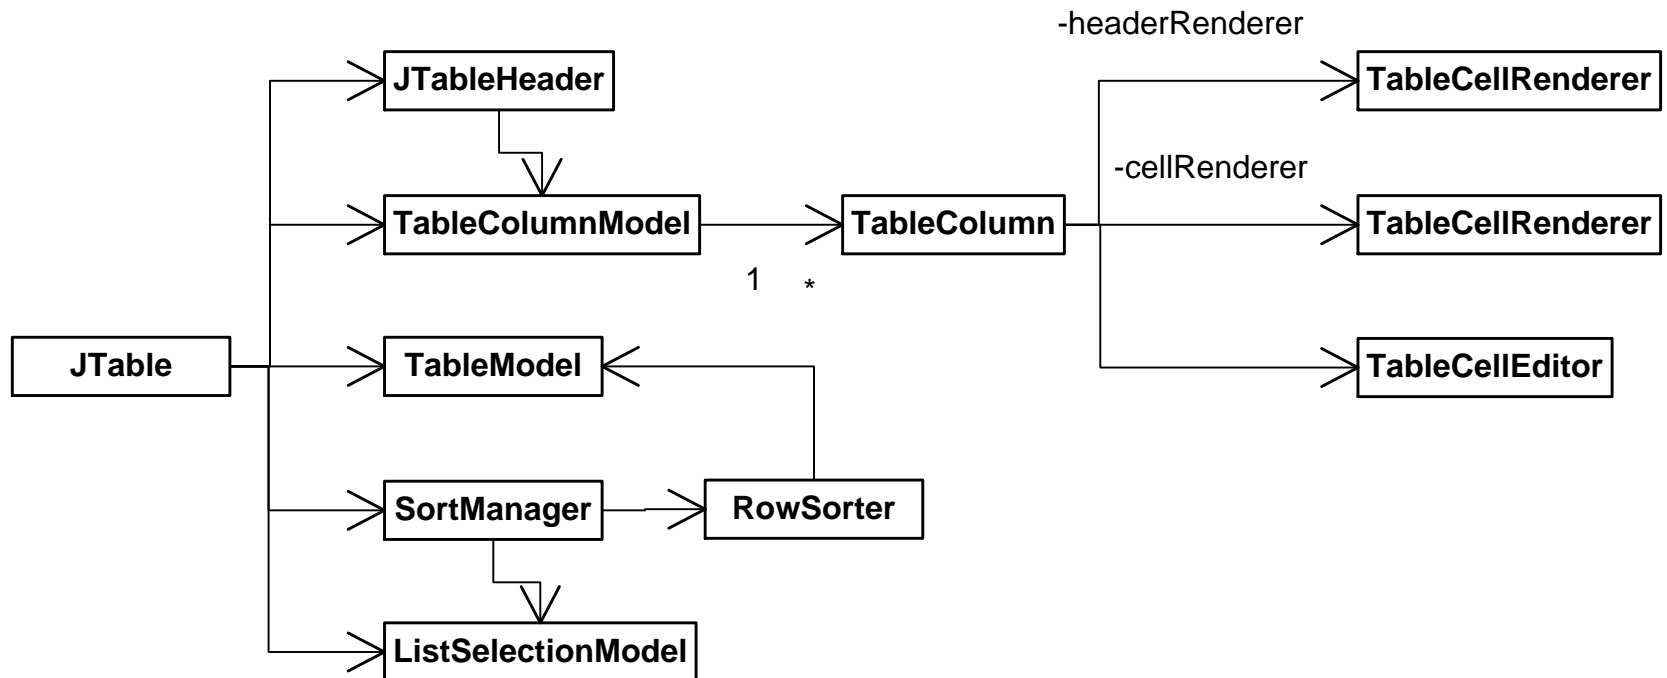 -headerRenderer
JTableHeader
TableCellRenderer
-cellRenderer
TableColumnModel
TableColumn
TableCellRenderer
1
*
JTable
TableModel
TableCellEditor
SortManager
RowSorter
ListSelectionModel